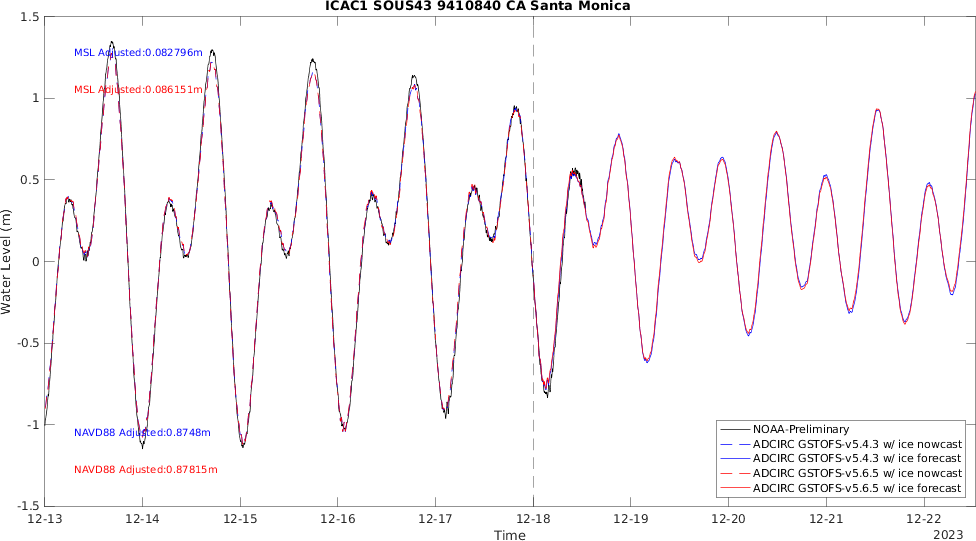 ICAC1 SOUS43 9410840 CA Santa Monica
1.5
1
0.5
0
-0.5
-1
-1.5
Water Level (m)
MSL Adjusted:0.082796m
MSL Adjusted:0.086151m
NAVD88 Adjusted:0.8748m
NAVD88 Adjusted:0.87815m
NOAA-Preliminary
ADCIRC GSTOFS-v5.4.3 w/ ice nowcast
ADCIRC GSTOFS-v5.4.3 w/ ice forecast
ADCIRC GSTOFS-v5.6.5 w/ ice nowcast
ADCIRC GSTOFS-v5.6.5 w/ ice forecast
12-13 12-14 12-15 12-16 12-17 12-18 12-19 12-20 12-21 12-22
Time
2023